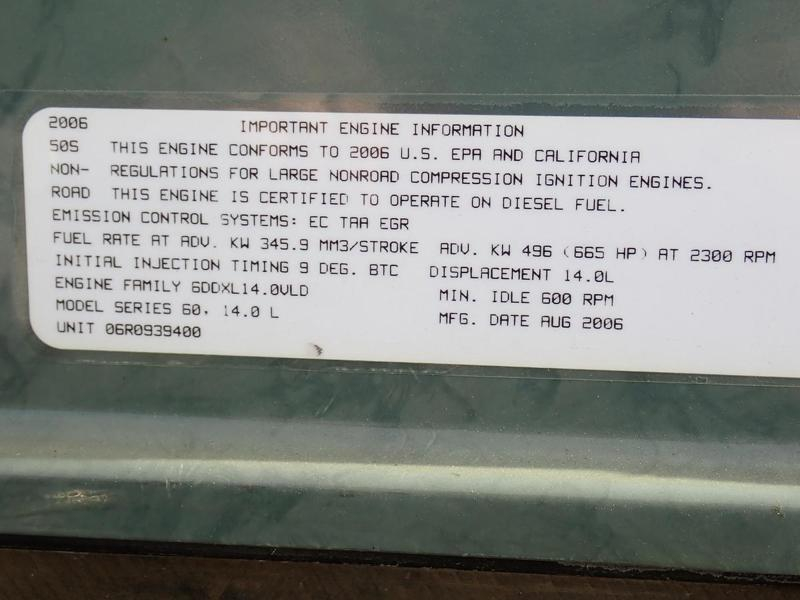 2006 IMPORTANT ENGINE INFORMATION
50S THIS ENGINE CONFORMS TO 2006 U.S. EPA AND CALIFORNIA
NON- REGULATIONS FOR LARGE NONROAD COMPRESSION IGNITION ENGINES.
ROAD THIS ENGINE IS CERTIFIED TO OPERATE ON DIESEL FUEL.
EMISSION CONTROL SYSTEMS: EC TAA EGR
FUEL RATE AT ADV. KW 345.9 MM3/STROKE ADV. KW 496 (665 HP) AT 2300 RPM
INITIAL INJECTION TIMING 9 DEG. BTC DISPLACEMENT 14.0L
ENGINE FAMILY 6DDXL14.0VLD MIN. IDLE 600 RPM
MODEL SERIES 60, 14.0 L MFG. DATE AUG 2006
UNIT 06R0939400